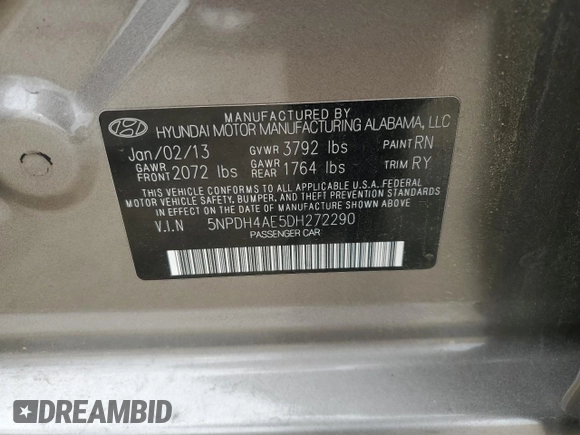 MANUFACTURED BY
HYUNDAI MOTOR MANUFACTURING ALABAMA, LLC
Jan/02/13 GVWR 3792 lbs PAINT RN
GAWR FRONT 2072 lbs GAWR REAR 1764 lbs TRIM RY
THIS VEHICLE CONFORMS TO ALL APPLICABLE U.S.A. FEDERAL
MOTOR VEHICLE SAFETY, BUMPER, AND THEFT PREVENTION STANDARDS
IN EFFECT ON THE DATE OF MANUFACTURE SHOWN ABOVE.
V.I.N 5NPDH4AE5DH272290
PASSENGER CAR
DREAMBID